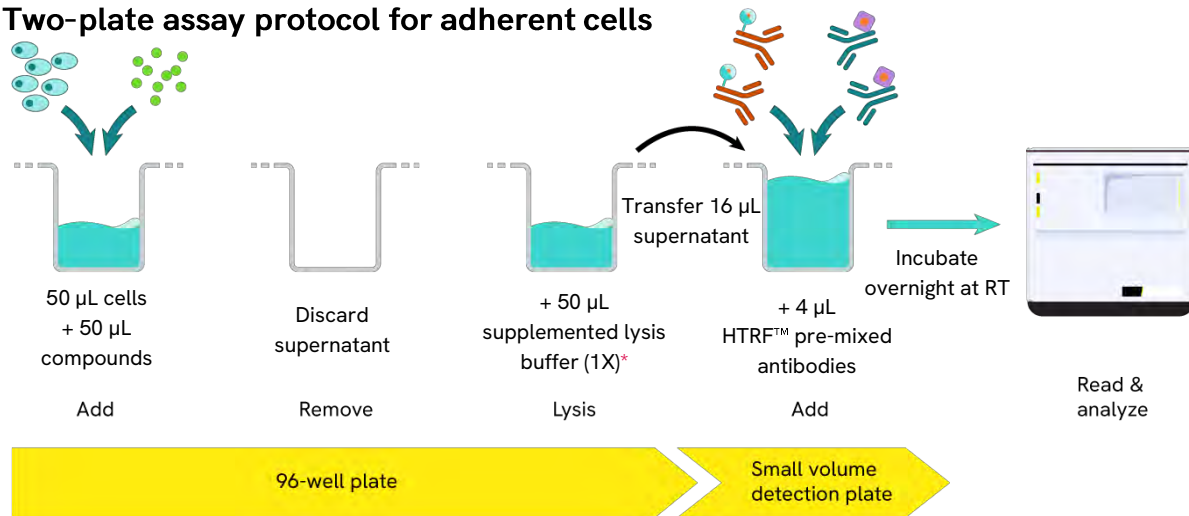 Two-plate assay protocol for adherent cells
50 µL cells
+ 50 µL
compounds
Add
Discard
supernatant
Remove
+ 50 µL
supplemented lysis
buffer (1X)*
Lysis
Transfer 16 µL
supernatant
+ 4 µL
HTRF™ pre-mixed
antibodies
Add
Incubate
overnight at RT
Read &
analyze
96-well plate
Small volume
detection plate